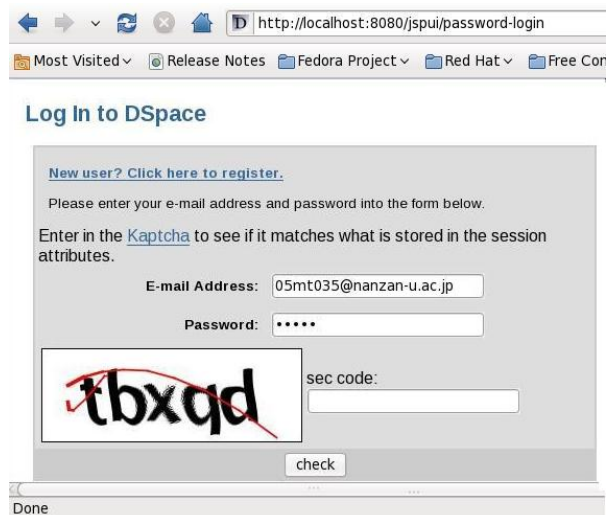 http://localhost:8080/jspui/password-login
Most Visited Release Notes Fedora Project Red Hat Free
Log In to DSpace
New user? Click here to register.
Please enter your e-mail address and password into the form below.
Enter in the Kaptcha to see if it matches what is stored in the session
attributes.
E-mail Address: 05mt035@nanzan-u.ac.jp
Password: •••••
tbxqd
sec code:
check
Done